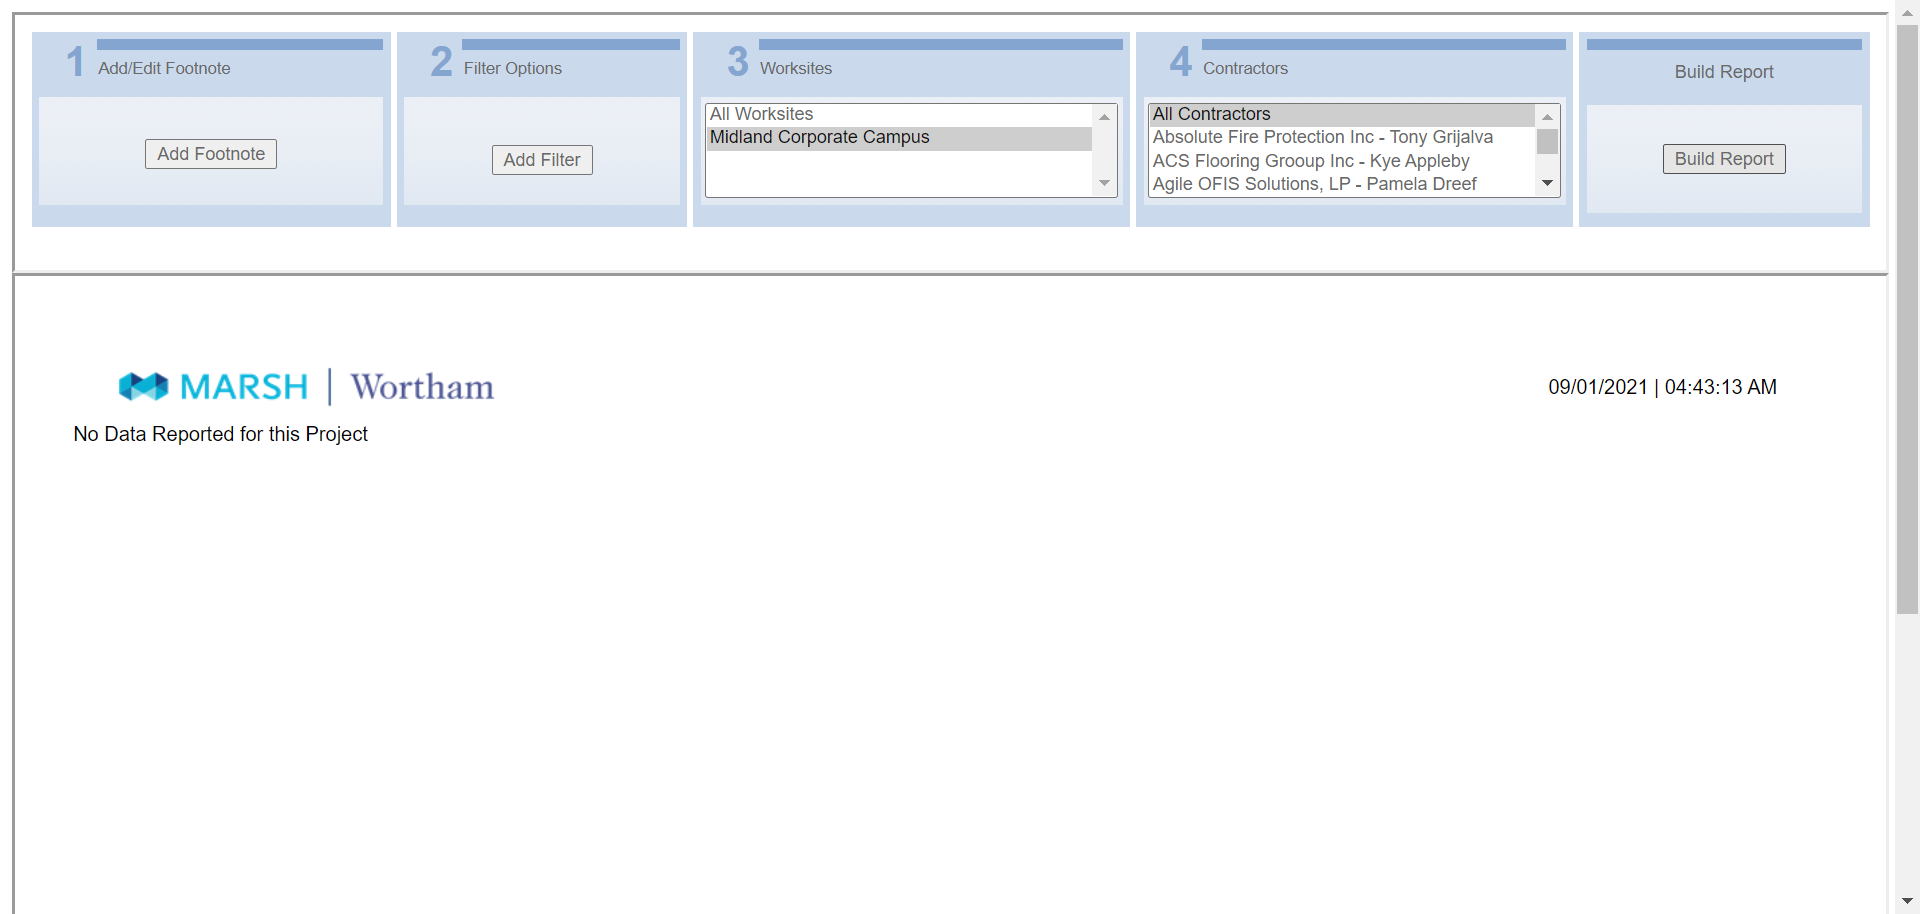 1 Add/Edit Footnote
Add Footnote
2 Filter Options
Add Filter
3 Worksites
All Worksites
Midland Corporate Campus
4 Contractors
All Contractors
Absolute Fire Protection Inc - Tony Grijalva
ACS Flooring Grooup Inc - Kye Appleby
Agile OFIS Solutions, LP - Pamela Dreef
Build Report
Build Report
MARSH | Wortham
09/01/2021 | 04:43:13 AM
No Data Reported for this Project